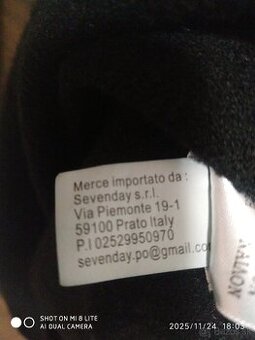 Merce importato da :
Sevenday s.r.l.
Via Piemonte 19-1
59100 Prato Italy
P.I 02529950970
sevenday.po@gmail.com
SHOT ON MI 8 LITE
AI DUAL CAMERA
2025/11/24 18:03